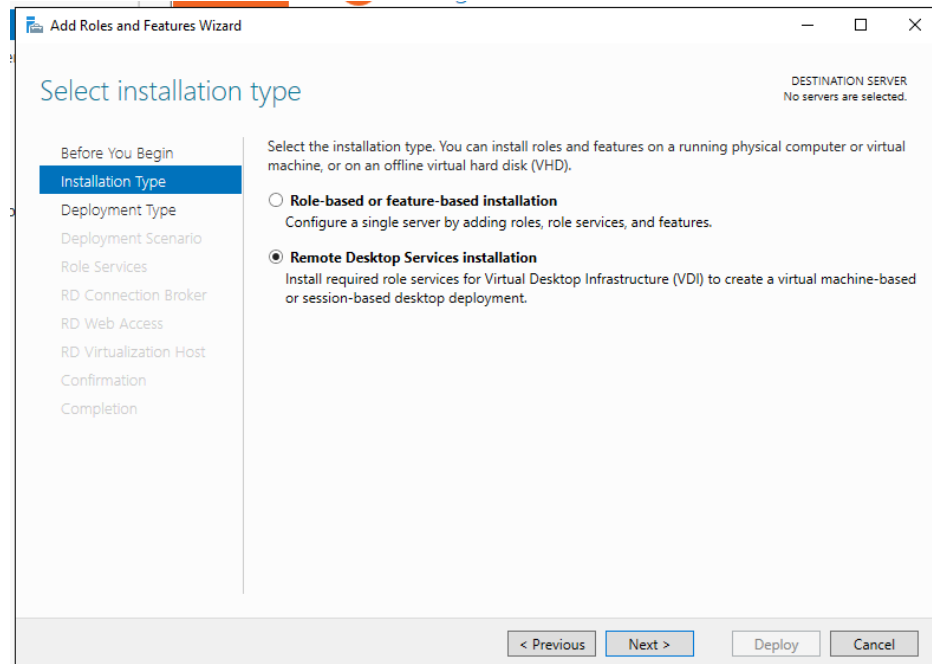 Add Roles and Features Wizard
Select installation type
DESTINATION SERVER
No servers are selected.
Before You Begin
Installation Type
Deployment Type
Deployment Scenario
Role Services
RD Connection Broker
RD Web Access
RD Virtualization Host
Confirmation
Completion
Select the installation type. You can install roles and features on a running physical computer or virtual
machine, or on an offline virtual hard disk (VHD).
Role-based or feature-based installation
Configure a single server by adding roles, role services, and features.
Remote Desktop Services installation
Install required role services for Virtual Desktop Infrastructure (VDI) to create a virtual machine-based
or session-based desktop deployment.
< Previous
Next >
Deploy
Cancel